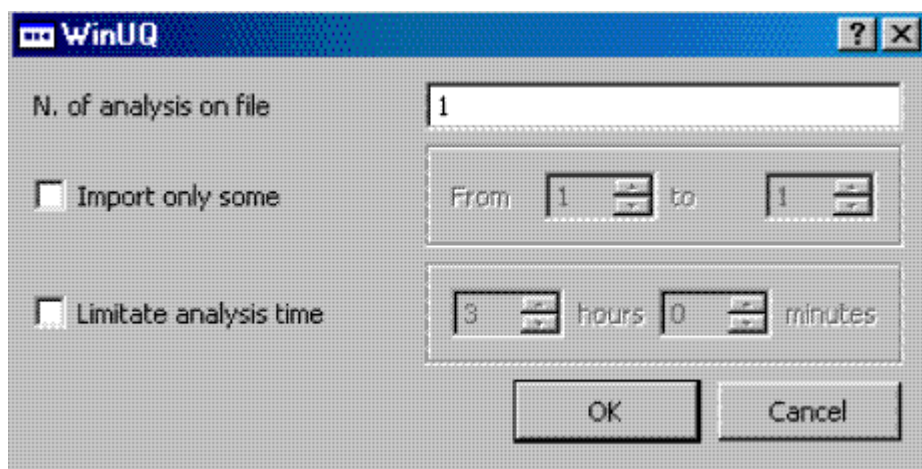 WinUQ
N. of analysis on file 1
Import only some From 1 to 1
Limitate analysis time 3 hours 0 minutes
OK Cancel